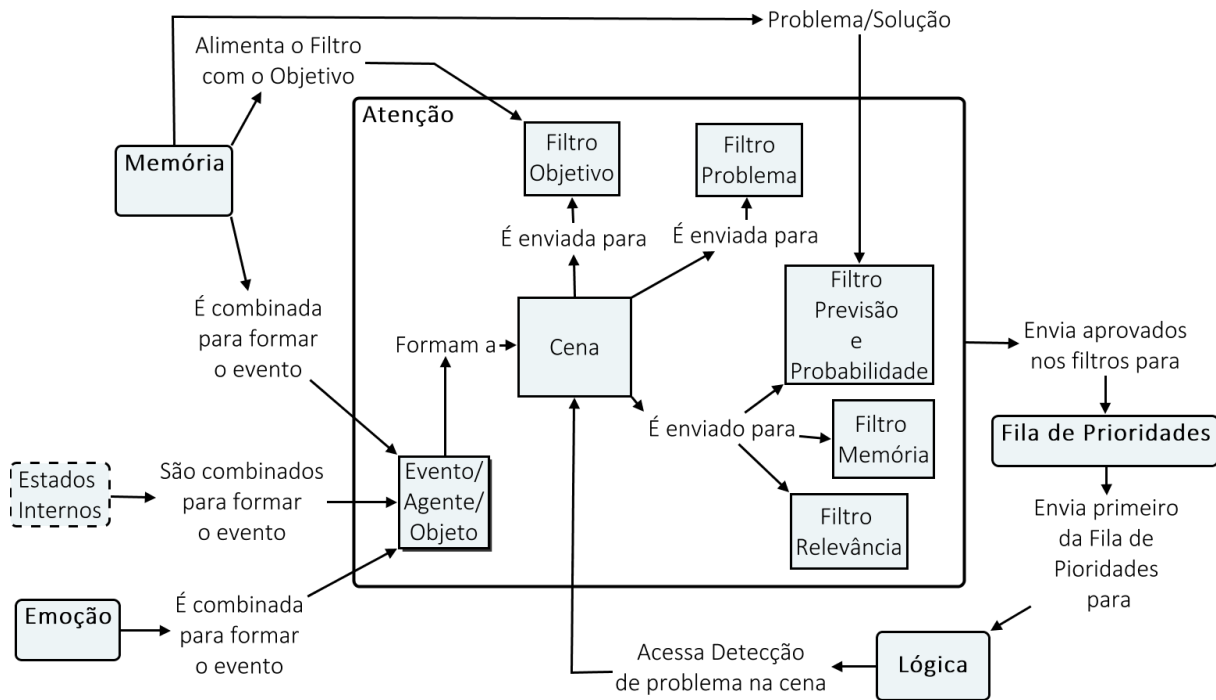 Problema/Solução
Alimenta o Filtro
com o Objetivo
Atenção
Memória
Filtro
Objetivo
Filtro
Problema
É enviada para
É enviada para
Filtro
Previsão
e
Probabilidade
É combinada
para formar
o evento
Formam a
Cena
Envia aprovados
nos filtros para
É enviado para
Filtro
Memória
Fila de Prioridades
Estados
Internos
São combinados
para formar
o evento
Evento/
Agente/
Objeto
Filtro
Relevância
Envia primeiro
da Fila de
Pioridades
para
Emoção
É combinada
para formar
o evento
Acessa Detecção
de problema na cena
Lógica